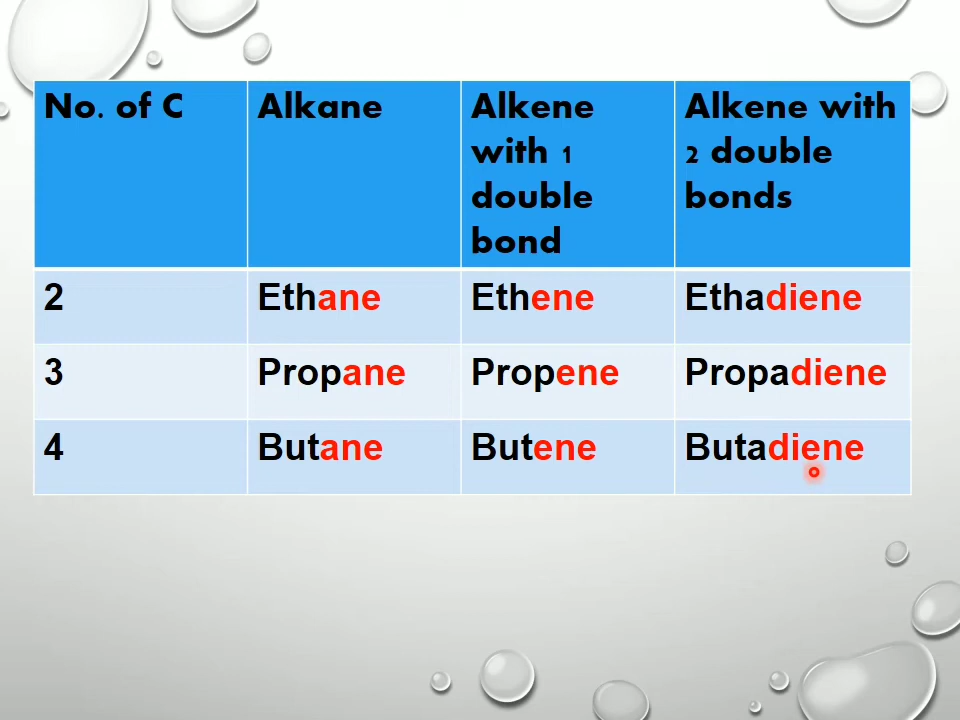 No. of C
Alkane
Alkene
with 1
double
bond
Alkene with
2 double
bonds
2
Ethane
Ethene
Ethadiene
3
Propane
Propene
Propadiene
4
Butane
Butene
Butadiene